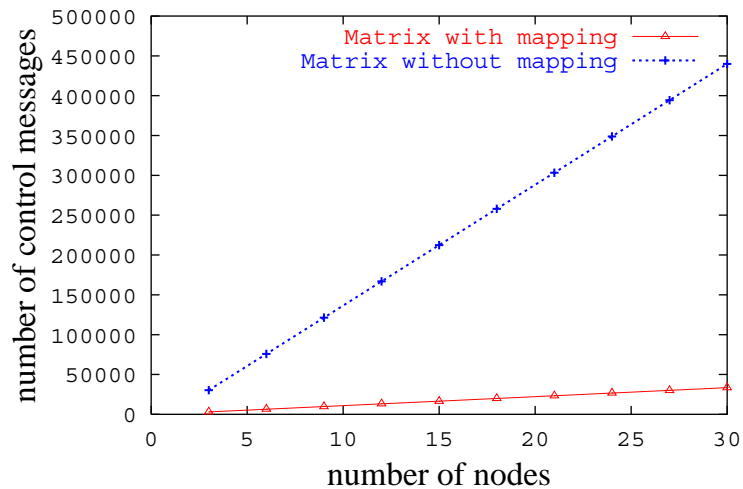 500000
450000
400000
350000
300000
250000
200000
150000
100000
50000
0
number of control messages
Matrix with mapping
Matrix without mapping
0 5 10 15 20 25 30
number of nodes